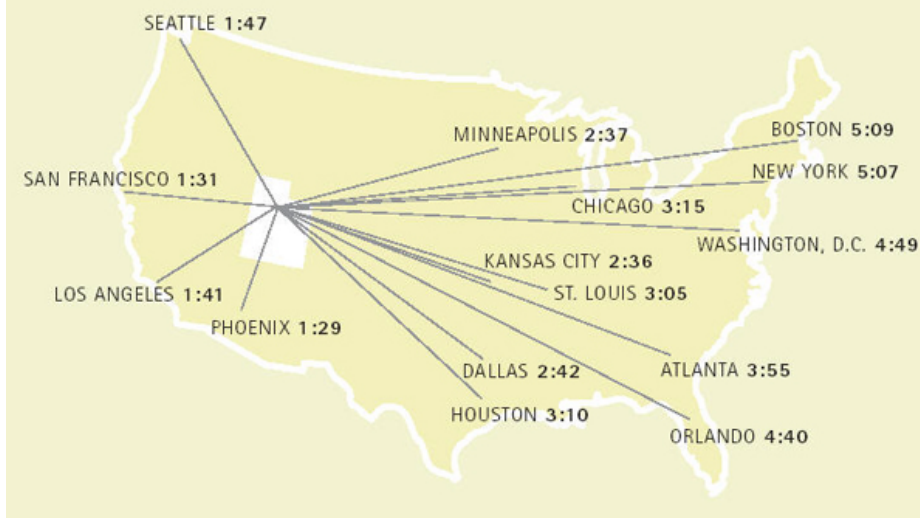 SEATTLE 1:47
MINNEAPOLIS 2:37
BOSTON 5:09
SAN FRANCISCO 1:31
NEW YORK 5:07
CHICAGO 3:15
WASHINGTON, D.C. 4:49
KANSAS CITY 2:36
LOS ANGELES 1:41
ST. LOUIS 3:05
PHOENIX 1:29
DALLAS 2:42
ATLANTA 3:55
HOUSTON 3:10
ORLANDO 4:40